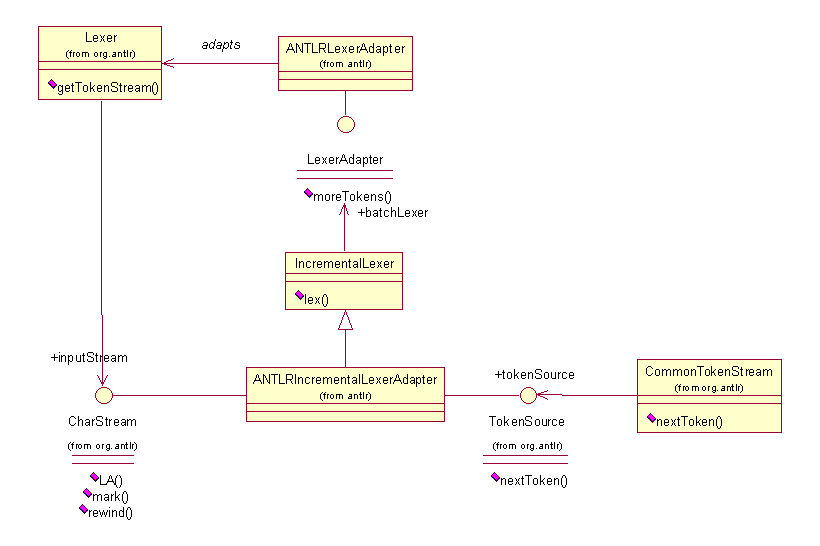 Lexer
(from org.antlr)
getTokenStream()
adapts
ANTLRLexerAdapter
(from antlr)
LexerAdapter
moreTokens()
+batchLexer
IncrementalLexer
lex()
+inputStream
CharStream
(from org.antlr)
LA()
mark()
rewind()
ANTLRIncrementalLexerAdapter
(from antlr)
+tokenSource
TokenSource
(from org.antlr)
nextToken()
CommonTokenStream
(from org.antlr)
nextToken()